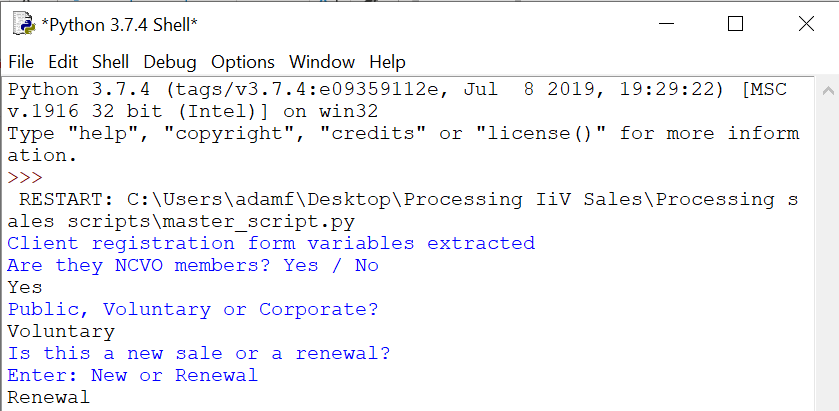 *Python 3.7.4 Shell*
File Edit Shell Debug Options Window Help
Python 3.7.4 (tags/v3.7.4:e09359112e, Jul  8 2019, 19:29:22) [MSC
v.1916 32 bit (Intel)] on win32
Type "help", "copyright", "credits" or "license()" for more inform
ation.
>>>
 RESTART: C:\Users\adamf\Desktop\Processing IiV Sales\Processing s
ales scripts\master_script.py
Client registration form variables extracted
Are they NCVO members? Yes / No
Yes
Public, Voluntary or Corporate?
Voluntary
Is this a new sale or a renewal?
Enter: New or Renewal
Renewal